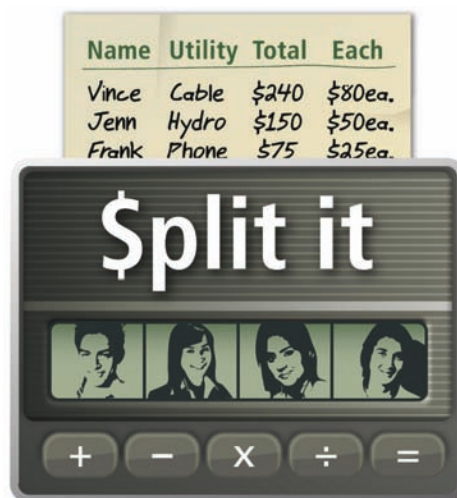 Name Utility Total Each
Vince Cable $240 $80ea.
Jenn Hydro $150 $50ea.
Frank Phone $75 $25ea.
$plit it
+ − x ÷ =